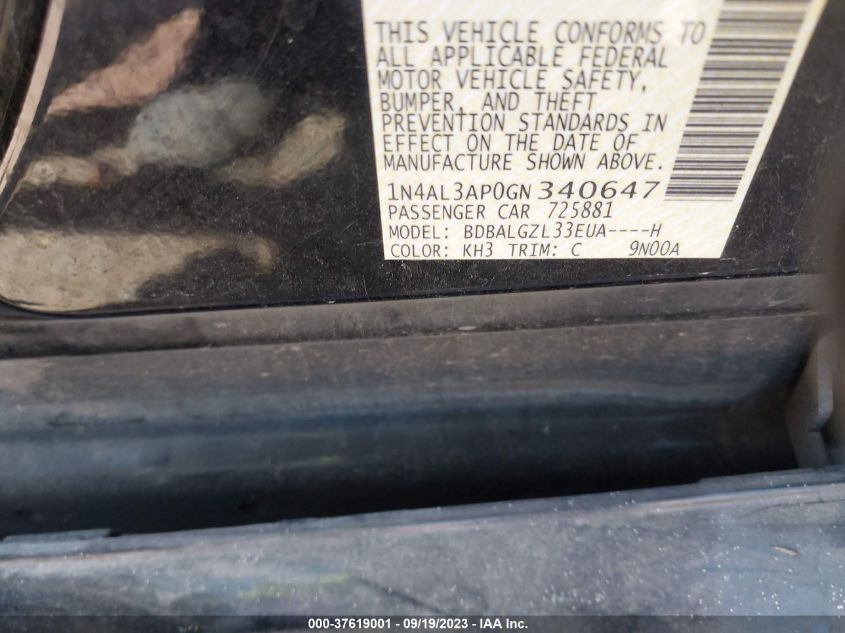 THIS VEHICLE CONFORMS TO
ALL APPLICABLE FEDERAL
MOTOR VEHICLE SAFETY,
BUMPER, AND THEFT
PREVENTION STANDARDS IN
EFFECT ON THE DATE OF
MANUFACTURE SHOWN ABOVE.
1N4AL3AP0GN340647
PASSENGER CAR 725881
MODEL: BDBALGZL33EUA----H
COLOR: KH3 TRIM: C 9N00A
000-37619001 - 09/19/2023 - IAA Inc.